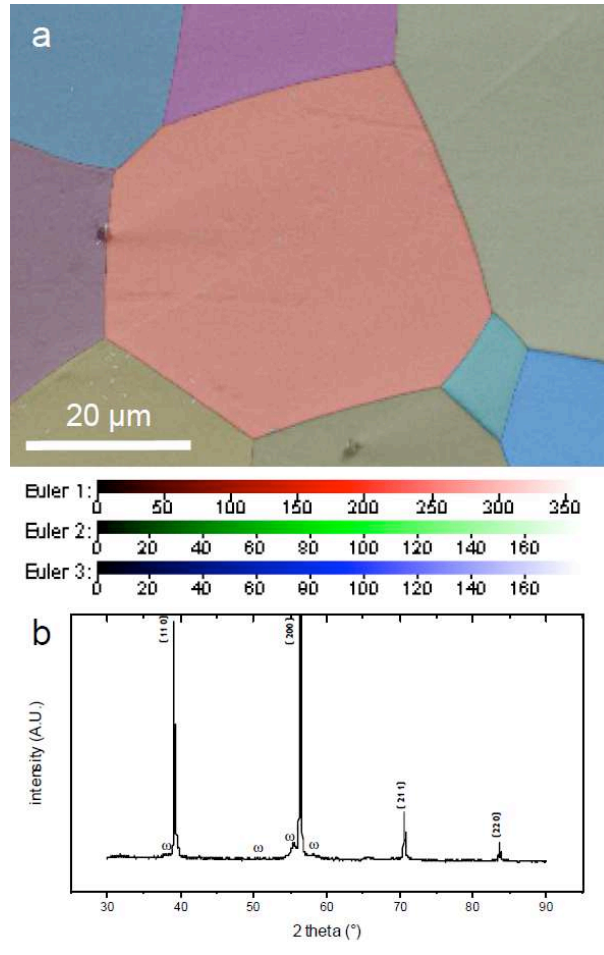 a
20 μm
Euler 1:
0 50 100 150 200 250 300 350
Euler 2:
0 20 40 60 80 100 120 140 160
Euler 3:
0 20 40 60 80 100 120 140 160
b
[110]
[200]
[211]
[220]
ω ω ω ω
intensity (A.U.)
30 40 50 60 70 80 90
2 theta (°)